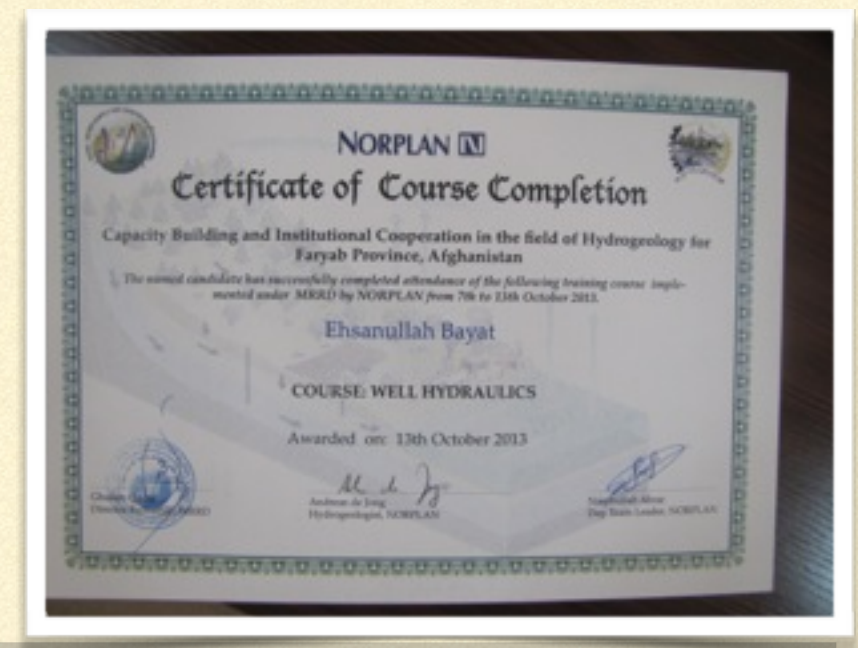 NORPLAN
Certificate of Course Completion
Capacity Building and Institutional Cooperation in the field of Hydrogeology for
Faryab Province, Afghanistan
The named candidate has successfully completed attendance of the following training course imple-
mented under MRRD by NORPLAN from 7th to 13th October 2013.
Ehsanullah Bayat
COURSE: WELL HYDRAULICS
Awarded on: 13th October 2013
Andreas de Jong
Hydrogeologist, NORPLAN
Dep Team Leader, NORPLAN